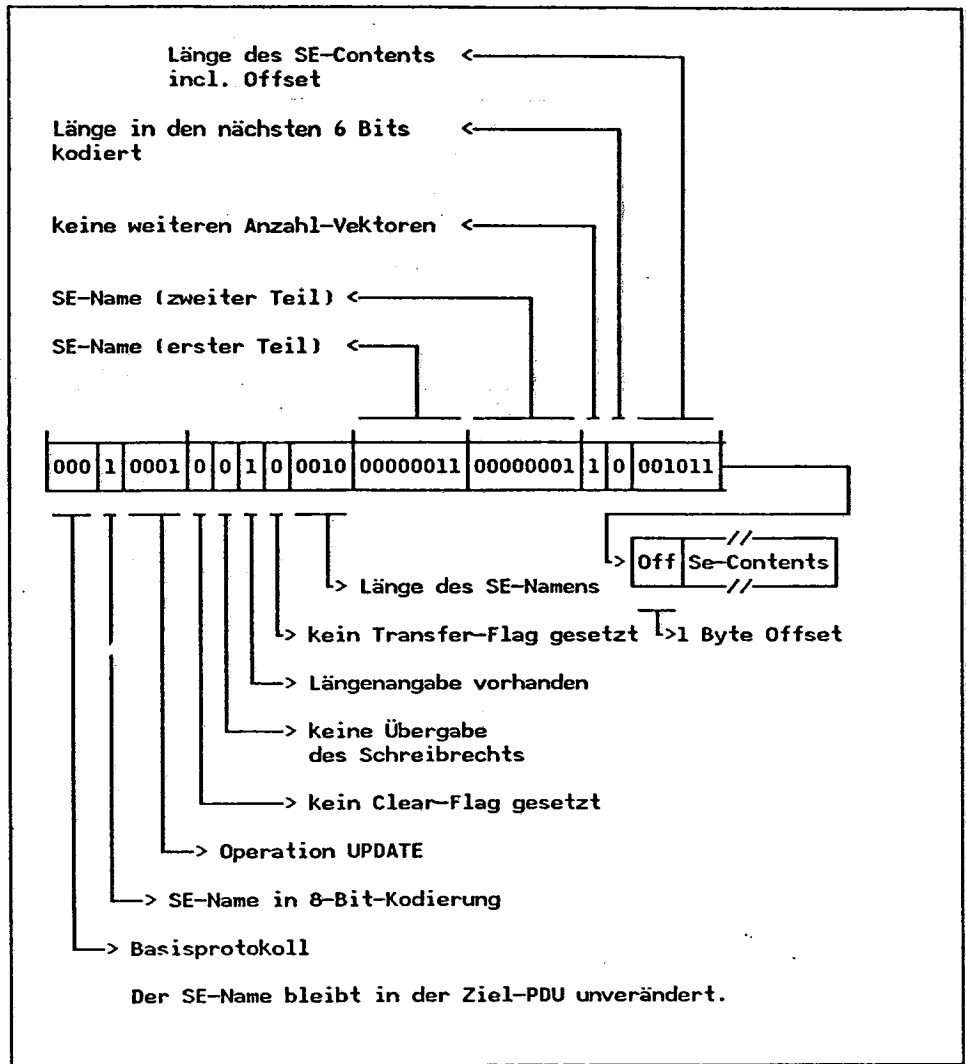 Länge des SE-Contents <
incl. Offset
Länge in den nächsten 6 Bits <
kodiert
keine weiteren Anzahl-Vektoren <
SE-Name (zweiter Teil) <
SE-Name (erster Teil) <
000 1 0001 0 0 1 0 0010 00000011 00000001 1 0 001011
> Off Se-Contents
> Länge des SE-Namens
> kein Transfer-Flag gesetzt >1 Byte Offset
> Längenangabe vorhanden
> keine Übergabe
des Schreibrechts
> kein Clear-Flag gesetzt
> Operation UPDATE
> SE-Name in 8-Bit-Kodierung
> Basisprotokoll
Der SE-Name bleibt in der Ziel-PDU unverändert.